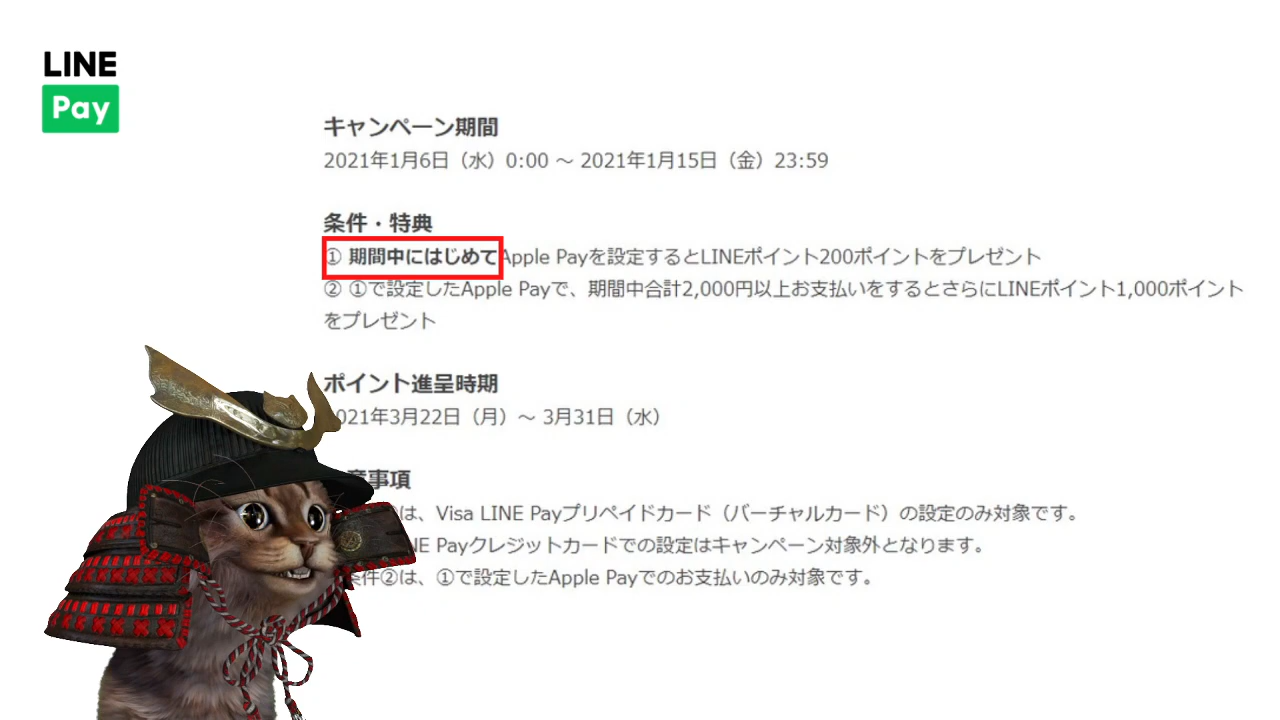 LINE
Pay
キャンペーン期間
2021年1月6日（水）0:00 ～ 2021年1月15日（金）23:59
条件・特典
① 期間中にはじめてApple Payを設定するとLINEポイント200ポイントをプレゼント
② ①で設定したApple Payで、期間中合計2,000円以上お支払いをするとさらにLINEポイント1,000ポイント
をプレゼント
ポイント進呈時期
021年3月22日（月）～ 3月31日（水）
意事項
は、Visa LINE Payプリペイドカード（バーチャルカード）の設定のみ対象です。
NE Payクレジットカードでの設定はキャンペーン対象外となります。
条件②は、①で設定したApple Payでのお支払いのみ対象です。